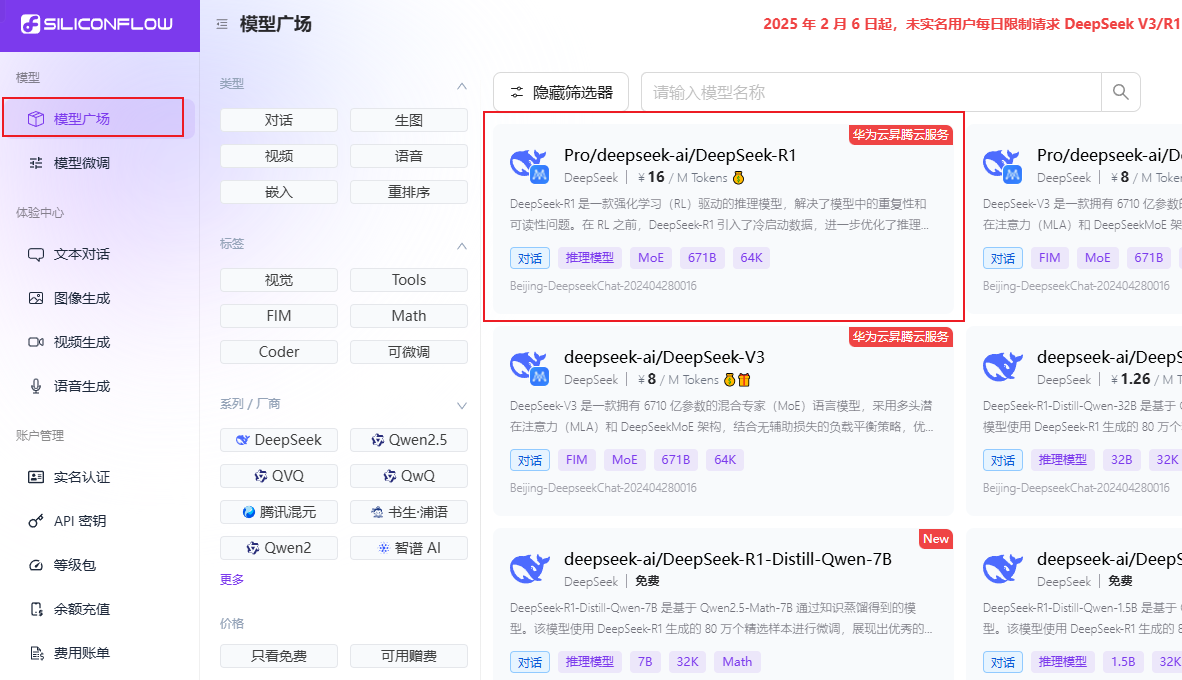 SILICONFLOW
模型
模型广场
模型微调
体验中心
文本对话
图像生成
视频生成
语音生成
账户管理
实名认证
API 密钥
等级包
余额充值
费用账单
模型广场
2025 年 2 月 6 日起，未实名用户每日限制请求 DeepSeek V3/R1
类型
对话
生图
视频
语音
嵌入
重排序
标签
视觉
Tools
FIM
Math
Coder
可微调
系列 / 厂商
DeepSeek
Qwen2.5
QVQ
QwQ
腾讯混元
书生·浦语
Qwen2
智谱 AI
更多
价格
只看免费
可用赠费
隐藏筛选器
请输入模型名称
华为云昇腾云服务
Pro/deepseek-ai/DeepSeek-R1
DeepSeek ￥16 / M Tokens
DeepSeek-R1 是一款强化学习（RL）驱动的推理模型，解决了模型中的重复性和
可读性问题。在 RL 之前，DeepSeek-R1 引入了冷启动数据，进一步优化了推理...
对话 推理模型 MoE 671B 64K
Beijing-DeepseekChat-202404280016
Pro/deepseek-ai/D
DeepSeek ￥8 / M Token
DeepSeek-V3 是一款拥有 6710 亿参数的
在注意力（MLA）和 DeepSeekMoE 架
对话 FIM MoE 671B
Beijing-DeepseekChat-202404280016
华为云昇腾云服务
deepseek-ai/DeepSeek-V3
DeepSeek ￥8 / M Tokens
DeepSeek-V3 是一款拥有 6710 亿参数的混合专家（MoE）语言模型，采用多头潜
在注意力（MLA）和 DeepSeekMoE 架构，结合无辅助损失的负载平衡策略，优...
对话 FIM MoE 671B 64K
Beijing-DeepseekChat-202404280016
deepseek-ai/DeepS
DeepSeek ￥1.26 / M T
DeepSeek-R1-Distill-Qwen-32B 是基于
模型使用 DeepSeek-R1 生成的 80 万个
对话 推理模型 32B 32K
Beijing-DeepseekChat-202404280016
New
deepseek-ai/DeepSeek-R1-Distill-Qwen-7B
DeepSeek 免费
DeepSeek-R1-Distill-Qwen-7B 是基于 Qwen2.5-Math-7B 通过知识蒸馏得到的模
型。该模型使用 DeepSeek-R1 生成的 80 万个精选样本进行微调，展现出优秀的...
对话 推理模型 7B 32K Math
deepseek-ai/DeepS
DeepSeek 免费
DeepSeek-R1-Distill-Qwen-1.5B 是基于
型。该模型使用 DeepSeek-R1 生成的 8
对话 推理模型 1.5B 32K